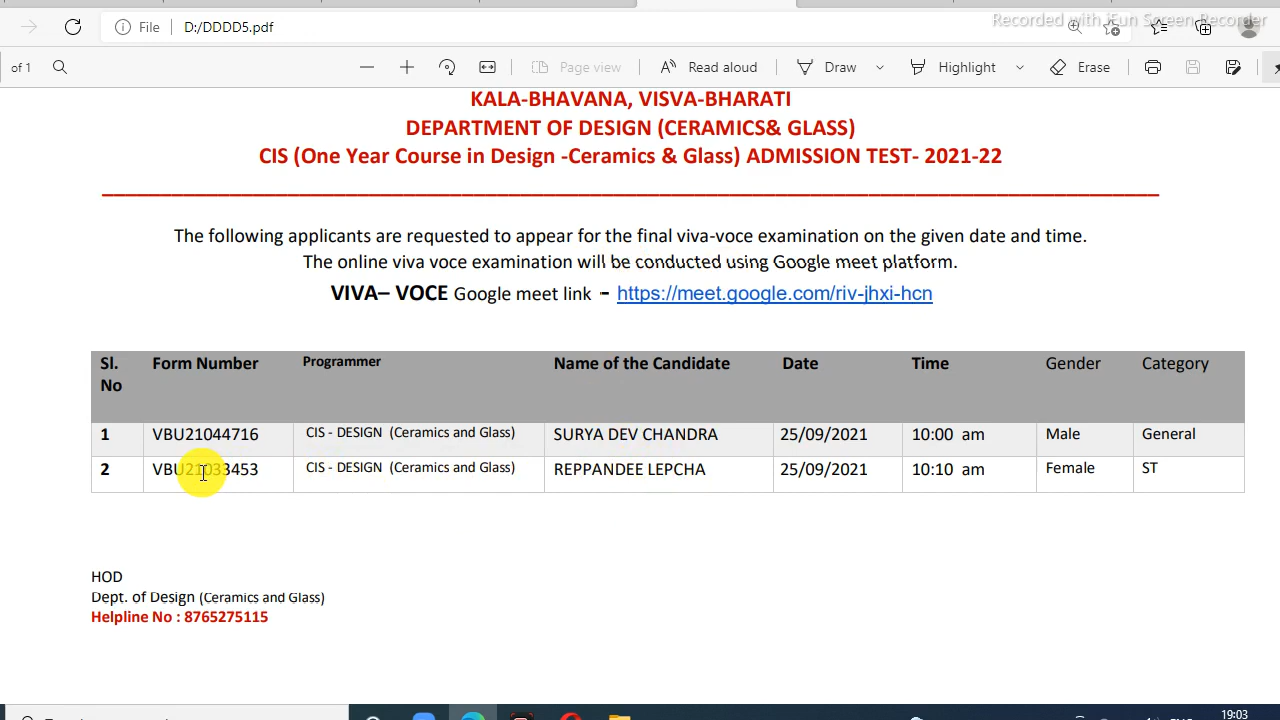 Recorded with iFun Screen Recorder
File D:/DDDD5.pdf
of 1 Page view Read aloud Draw Highlight Erase
KALA-BHAVANA, VISVA-BHARATI
DEPARTMENT OF DESIGN (CERAMICS& GLASS)
CIS (One Year Course in Design -Ceramics & Glass) ADMISSION TEST- 2021-22
The following applicants are requested to appear for the final viva-voce examination on the given date and time.
The online viva voce examination will be conducted using Google meet platform.
VIVA– VOCE Google meet link - https://meet.google.com/riv-jhxi-hcn
Sl. No Form Number Programmer Name of the Candidate Date Time Gender Category
1 VBU21044716 CIS - DESIGN (Ceramics and Glass) SURYA DEV CHANDRA 25/09/2021 10:00 am Male General
2 VBU21033453 CIS - DESIGN (Ceramics and Glass) REPPANDEE LEPCHA 25/09/2021 10:10 am Female ST
HOD
Dept. of Design (Ceramics and Glass)
Helpline No : 8765275115
19:03